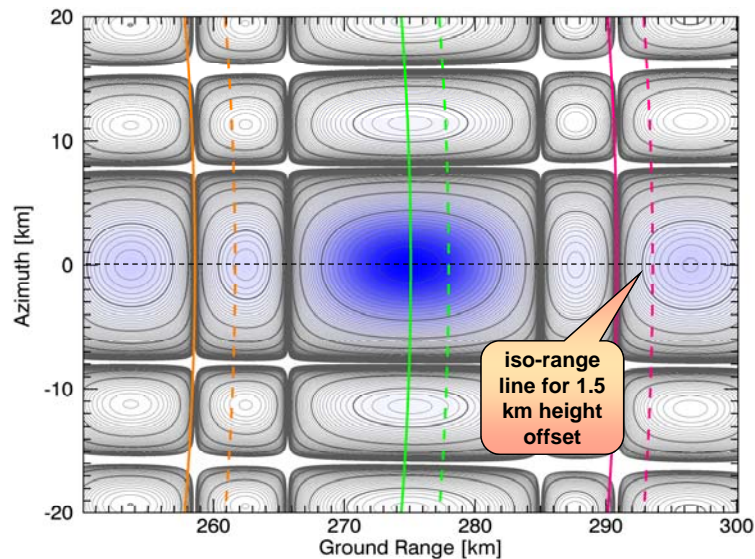 20
10
0
-10
-20
Azimuth [km]
iso-range
line for 1.5
km height
offset
260
270
280
290
300
Ground Range [km]